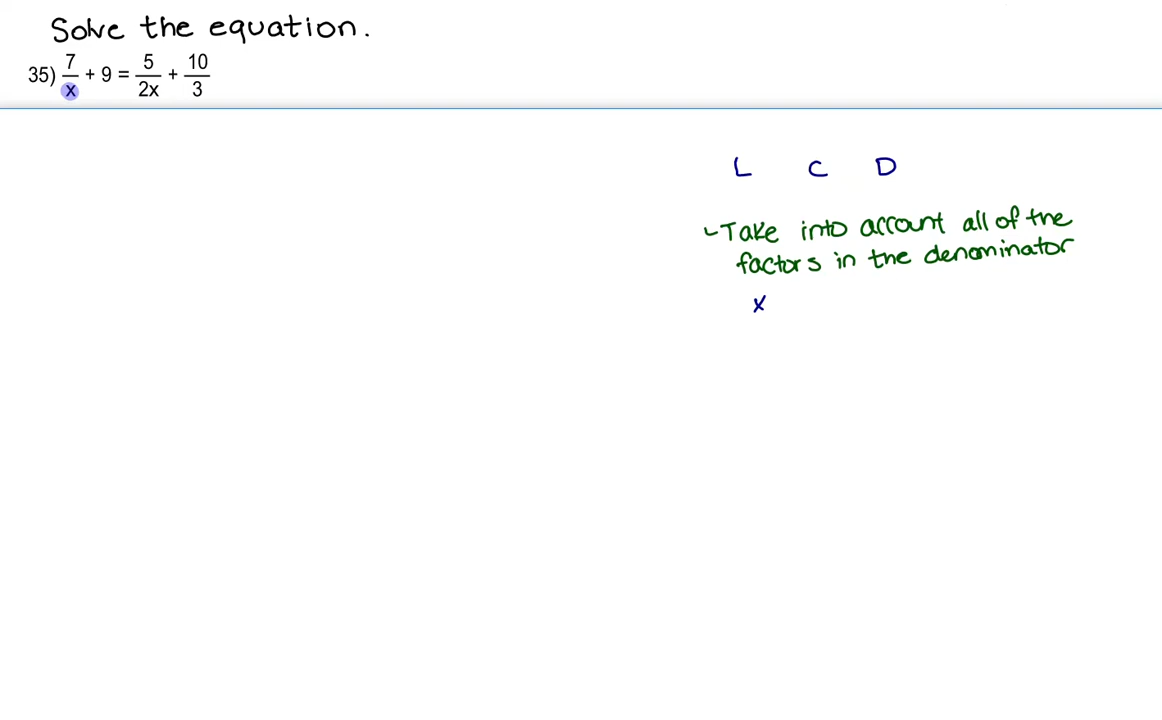 Solve the equation.
35) 7/x + 9 = 5/2x + 10/3
L C D
Take into account all of the
factors in the denominator
x